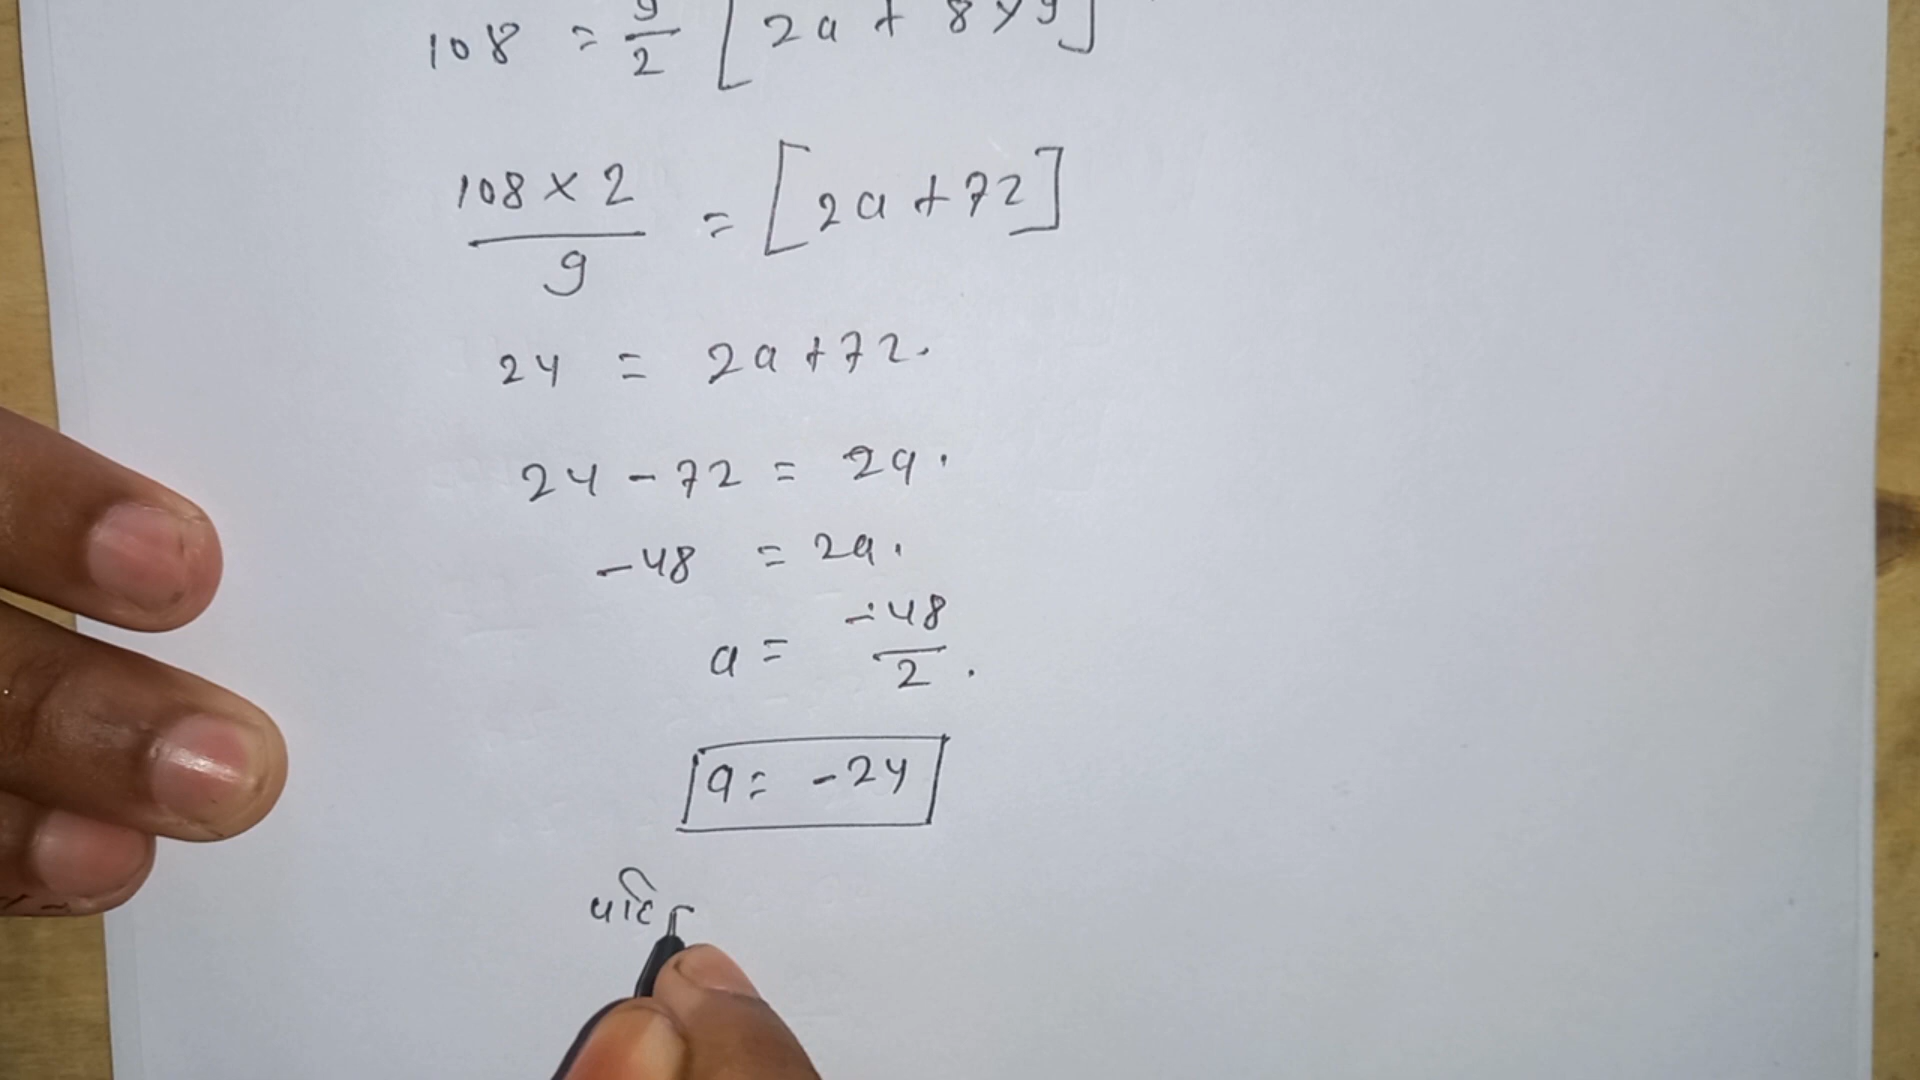 108 = 9/2 [2a + 8×9]
108 × 2 / 9 = [2a + 72]
24 = 2a + 72.
24 - 72 = 2a.
-48 = 2a.
a = -48/2.
a = -24